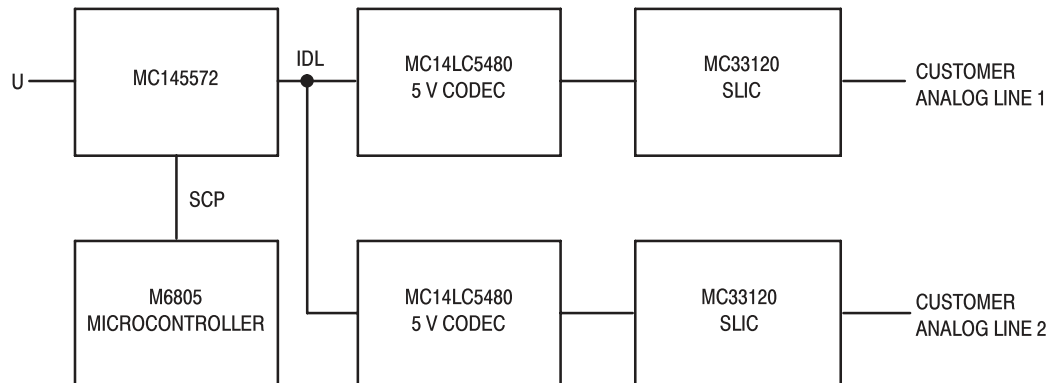 U
MC145572
IDL
MC14LC5480
5 V CODEC
MC33120
SLIC
CUSTOMER
ANALOG LINE 1
SCP
M6805
MICROCONTROLLER
MC14LC5480
5 V CODEC
MC33120
SLIC
CUSTOMER
ANALOG LINE 2